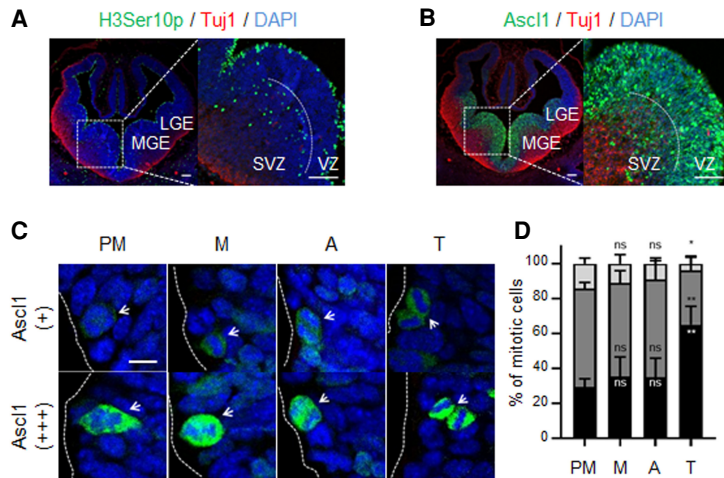 A
H3Ser10p / Tuj1 / DAPI
LGE
MGE
SVZ
VZ
B
Ascl1 / Tuj1 / DAPI
LGE
MGE
SVZ
VZ
C
PM
M
A
T
Ascl1
(+)
Ascl1
(+++)
D
% of mitotic cells
100
80
60
40
20
0
ns
ns
*
ns
ns
**
ns
ns
**
PM
M
A
T